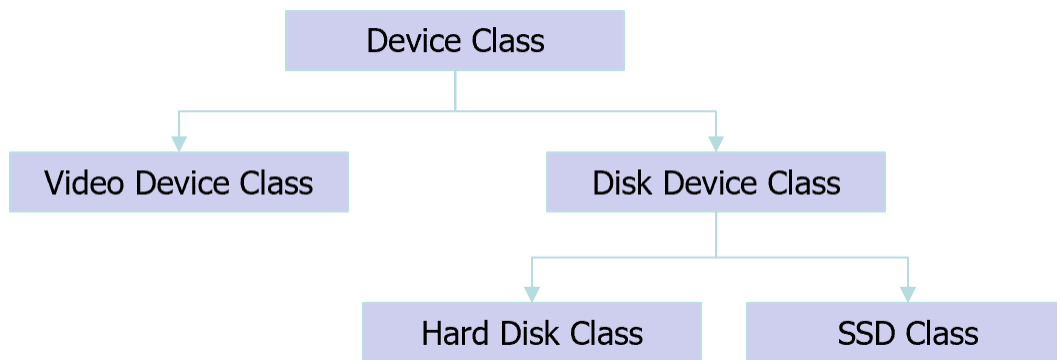 Device Class
Video Device Class
Disk Device Class
Hard Disk Class
SSD Class